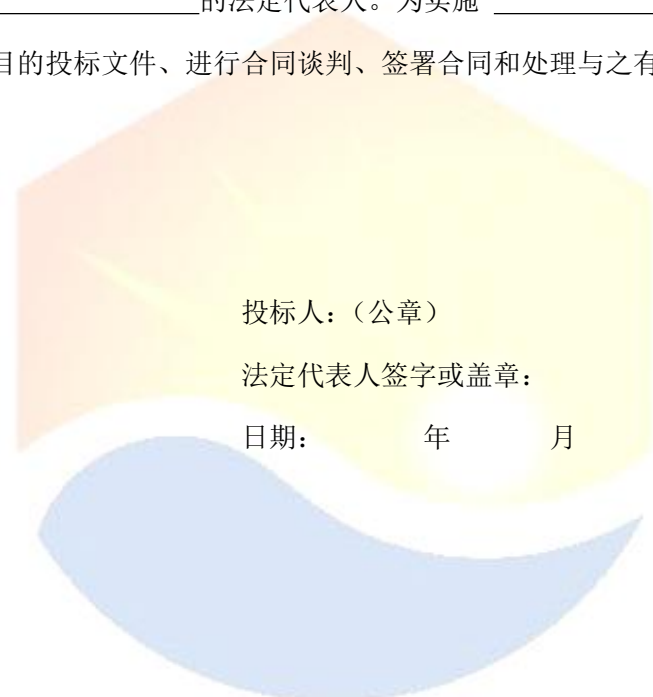 的法定代表人。为实施
目的投标文件、进行合同谈判、签署合同和处理与之有
投标人：（公章）
法定代表人签字或盖章：
日期： 年 月